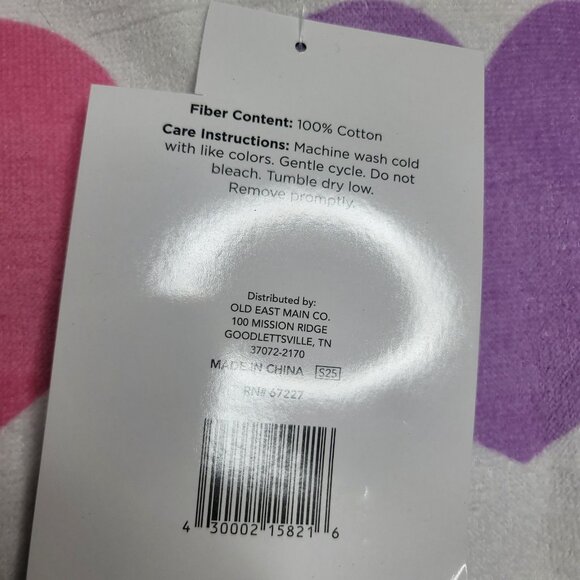 Fiber Content: 100% Cotton
Care Instructions: Machine wash cold
with like colors. Gentle cycle. Do not
bleach. Tumble dry low.
Remove promptly.
Distributed by:
OLD EAST MAIN CO.
100 MISSION RIDGE
GOODLETTSVILLE, TN
37072-2170
MADE IN CHINA S25
RN# 67227
4 30002 15821 6